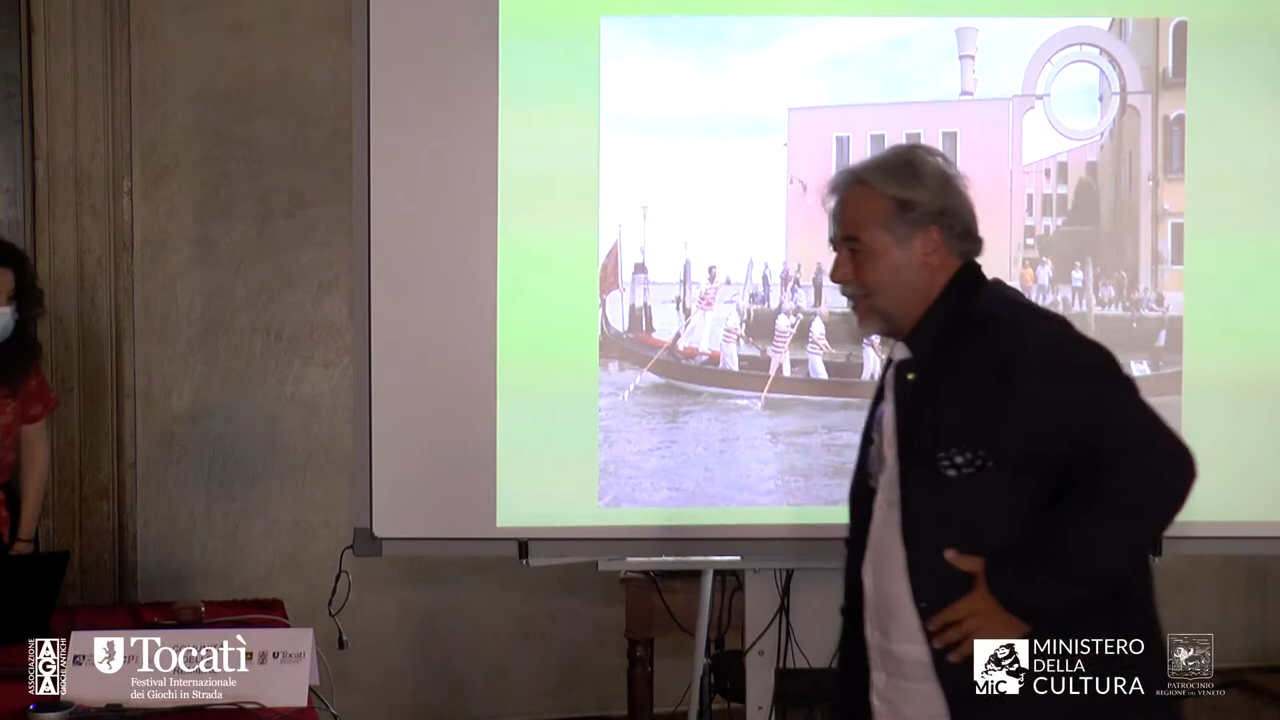 ASSOCIAZIONE
AGA
GIOCHI ANTICHI
Tocatì
Festival Internazionale
dei Giochi in Strada
Tocatì
MiC
MINISTERO
DELLA
CULTURA
PATROCINIO
REGIONE DEL VENETO